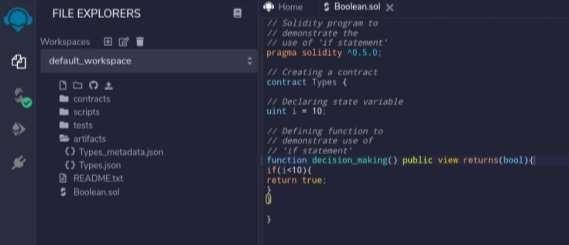 FILE EXPLORERS
Workspaces
default_workspace
contracts
scripts
tests
artifacts
{} Types_metadata.json
{} Types.json
README.txt
Boolean.sol
Home
Boolean.sol
// Solidity program to
// demonstrate the
// use of 'if statement'
pragma solidity ^0.5.0;
// Creating a contract
contract Types {
// Declaring state variable
uint i = 10;
// Defining function to
// demonstrate use of
// 'if statement'
function decision_making() public view returns(bool){
if(i<10){
return true;
}
}
}